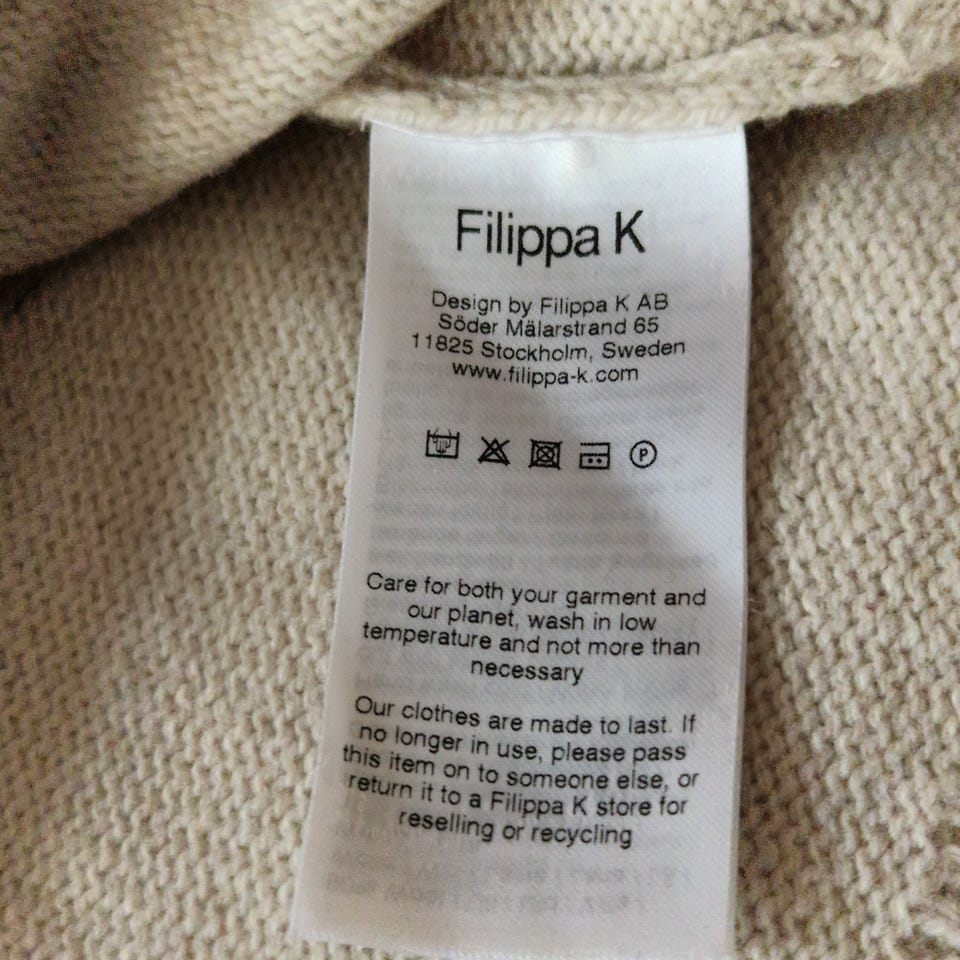 Filippa K
Design by Filippa K AB
Söder Mälarstrand 65
11825 Stockholm, Sweden
www.filippa-k.com
P
Care for both your garment and
our planet, wash in low
temperature and not more than
necessary
Our clothes are made to last. If
no longer in use, please pass
this item on to someone else, or
return it to a Filippa K store for
reselling or recycling